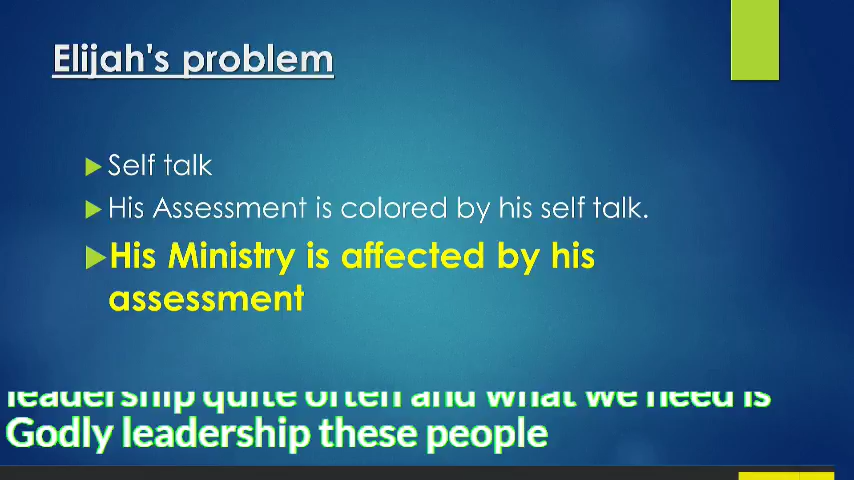 Elijah's problem
Self talk
His Assessment is colored by his self talk.
His Ministry is affected by his
assessment
leadership quite often and what we need is
Godly leadership these people